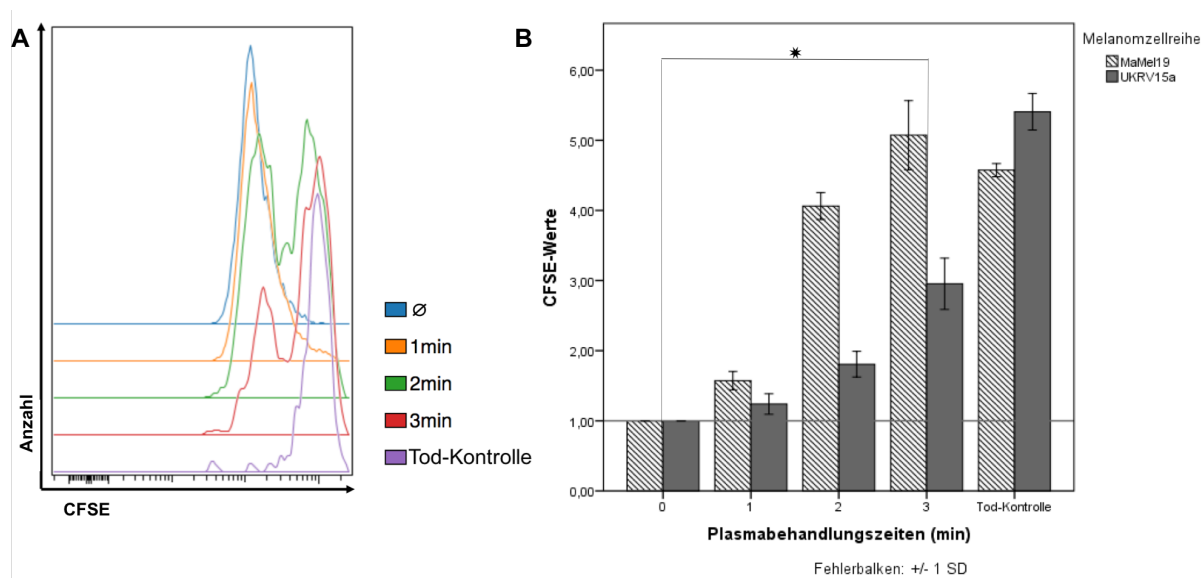 A
Anzahl
CFSE
∅
1min
2min
3min
Tod-Kontrolle
B
Melanomzellreihe
MaMel19
UKRV15a
CFSE-Werte
6,00
5,00
4,00
3,00
2,00
1,00
0,00
0
1
2
3
Tod-Kontrolle
Plasmabehandlungszeiten (min)
Fehlerbalken: +/- 1 SD